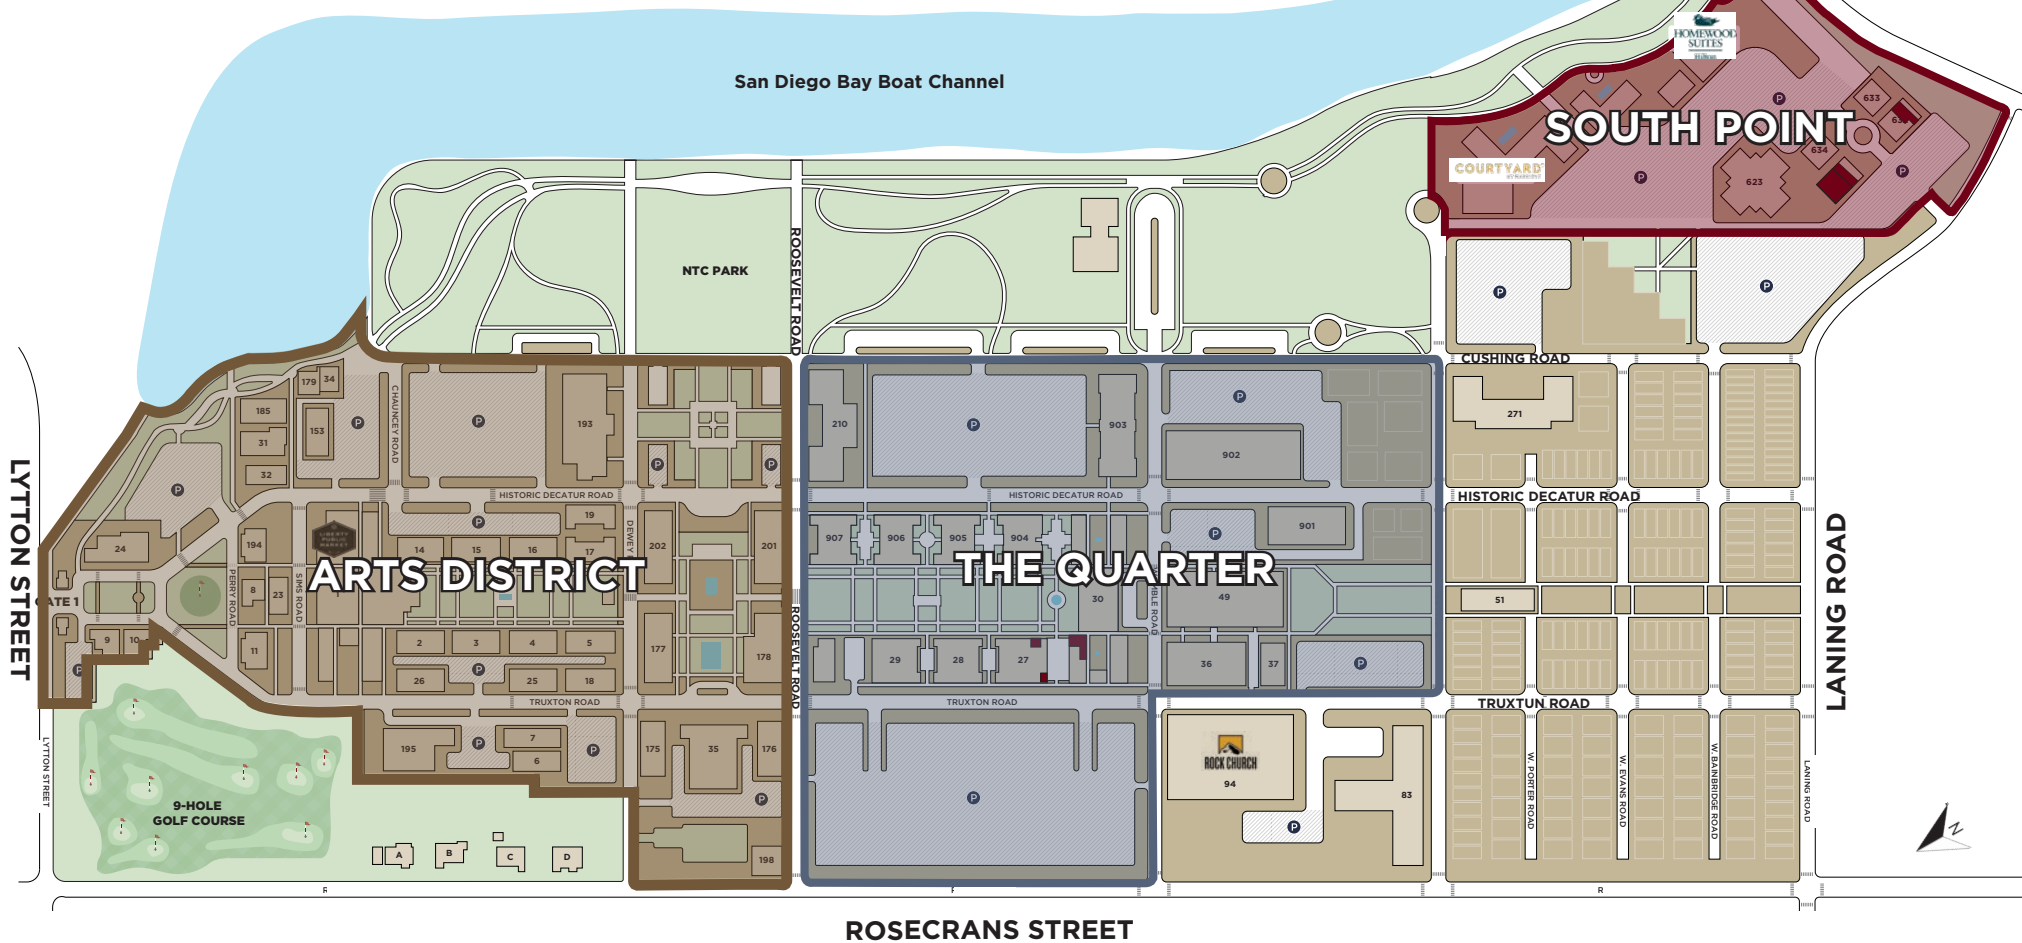 HOMEWOOD
SUITES
San Diego Bay Boat Channel
P
633
SOUTH POINT
634
COURTYARD
P
P
623
NTC PARK
ROOSEVELT ROAD
P
P
CUSHING ROAD
179
34
185
153
P
CHAUNCEY ROAD
P
193
31
32
P
P
P
210
P
903
P
902
271
HISTORIC DECATUR ROAD
HISTORIC DECATUR ROAD
HISTORIC DECATUR ROAD
LYTTON STREET
P
19
P
24
194
LIBERTY
PUBLIC
MARKET
14
15
16
17
202
201
907
906
905
904
P
901
ARTS DISTRICT
THE QUARTER
LANING ROAD
PERRY ROAD
SIMS ROAD
8
23
30
49
51
9
10
11
2
3
4
5
177
178
ROOSEVELT ROAD
29
28
27
36
37
P
P
P
26
25
18
TRUXTON ROAD
TRUXTON ROAD
TRUXTUN ROAD
195
P
7
6
P
175
35
176
P
P
198
ROCK CHURCH
94
83
P
W. PORTER ROAD
W. EVANS ROAD
W. BAINBRIDGE ROAD
LANING ROAD
LYTTON STREET
9-HOLE
GOLF COURSE
A
B
C
D
N
R
ROSECRANS STREET